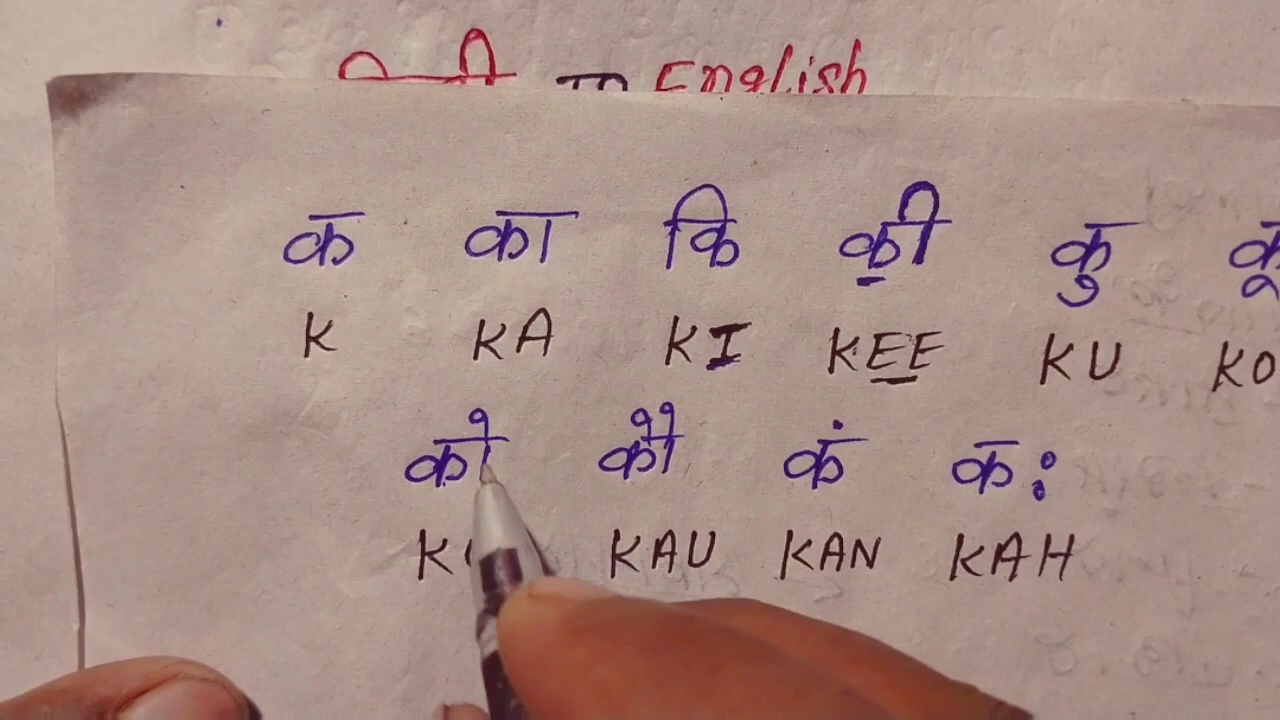 English
क का कि की कु
K KA KI KEE KU
को कौ कं कः
KAU KAN KAH